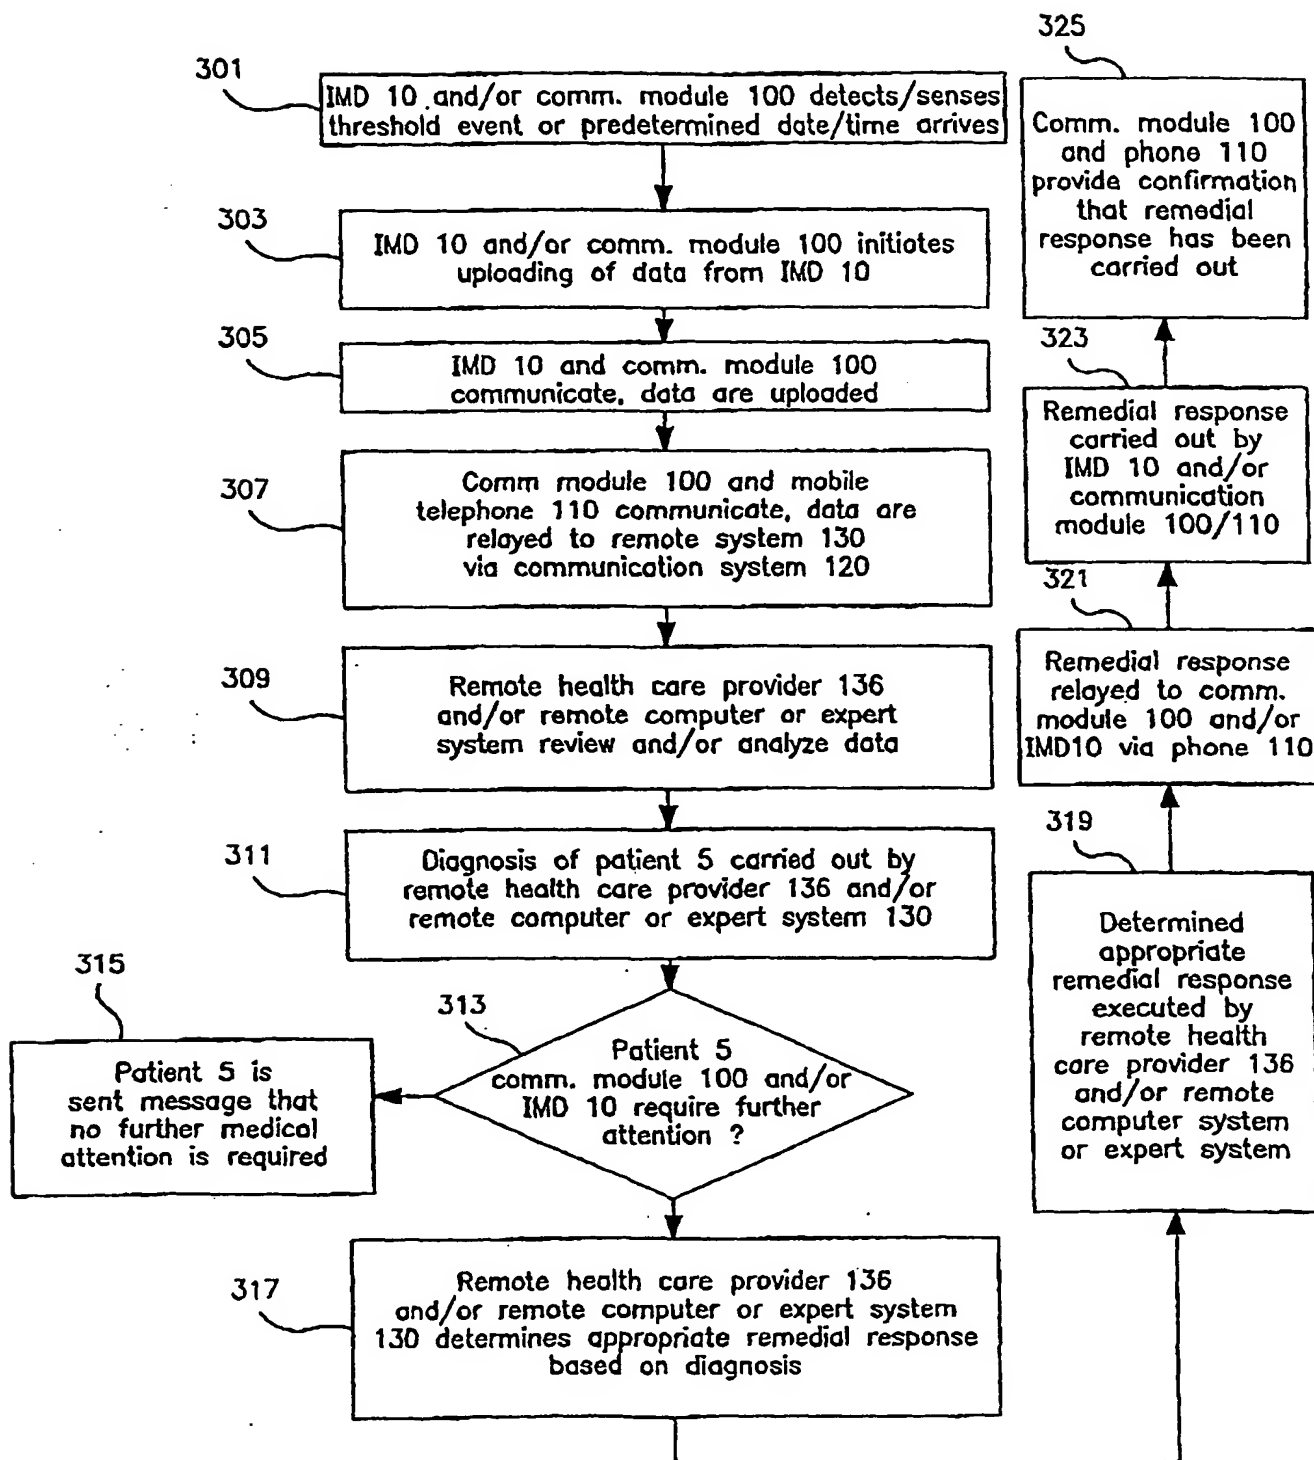 301
IMD 10 and/or comm. module 100 detects/senses
threshold event or predetermined date/time arrives
303
IMD 10 and/or comm. module 100 initiates
uploading of data from IMD 10
305
IMD 10 and comm. module 100
communicate, data are uploaded
307
Comm module 100 and mobile
telephone 110 communicate, data are
relayed to remote system 130
via communication system 120
309
Remote health care provider 136
and/or remote computer or expert
system review and/or analyze data
311
Diagnosis of patient 5 carried out by
remote health care provider 136 and/or
remote computer or expert system 130
313
Patient 5
comm. module 100 and/or
IMD 10 require further
attention ?
315
Patient 5 is
sent message that
no further medical
attention is required
317
Remote health care provider 136
and/or remote computer or expert system
130 determines appropriate remedial response
based on diagnosis
319
Determined
appropriate
remedial response
executed by
remote health
care provider 136
and/or remote
computer system
or expert system
321
Remedial response
relayed to comm.
module 100 and/or
IMD10 via phone 110
323
Remedial response
carried out by
IMD 10 and/or
communication
module 100/110
325
Comm. module 100
and phone 110
provide confirmation
that remedial
response has been
carried out